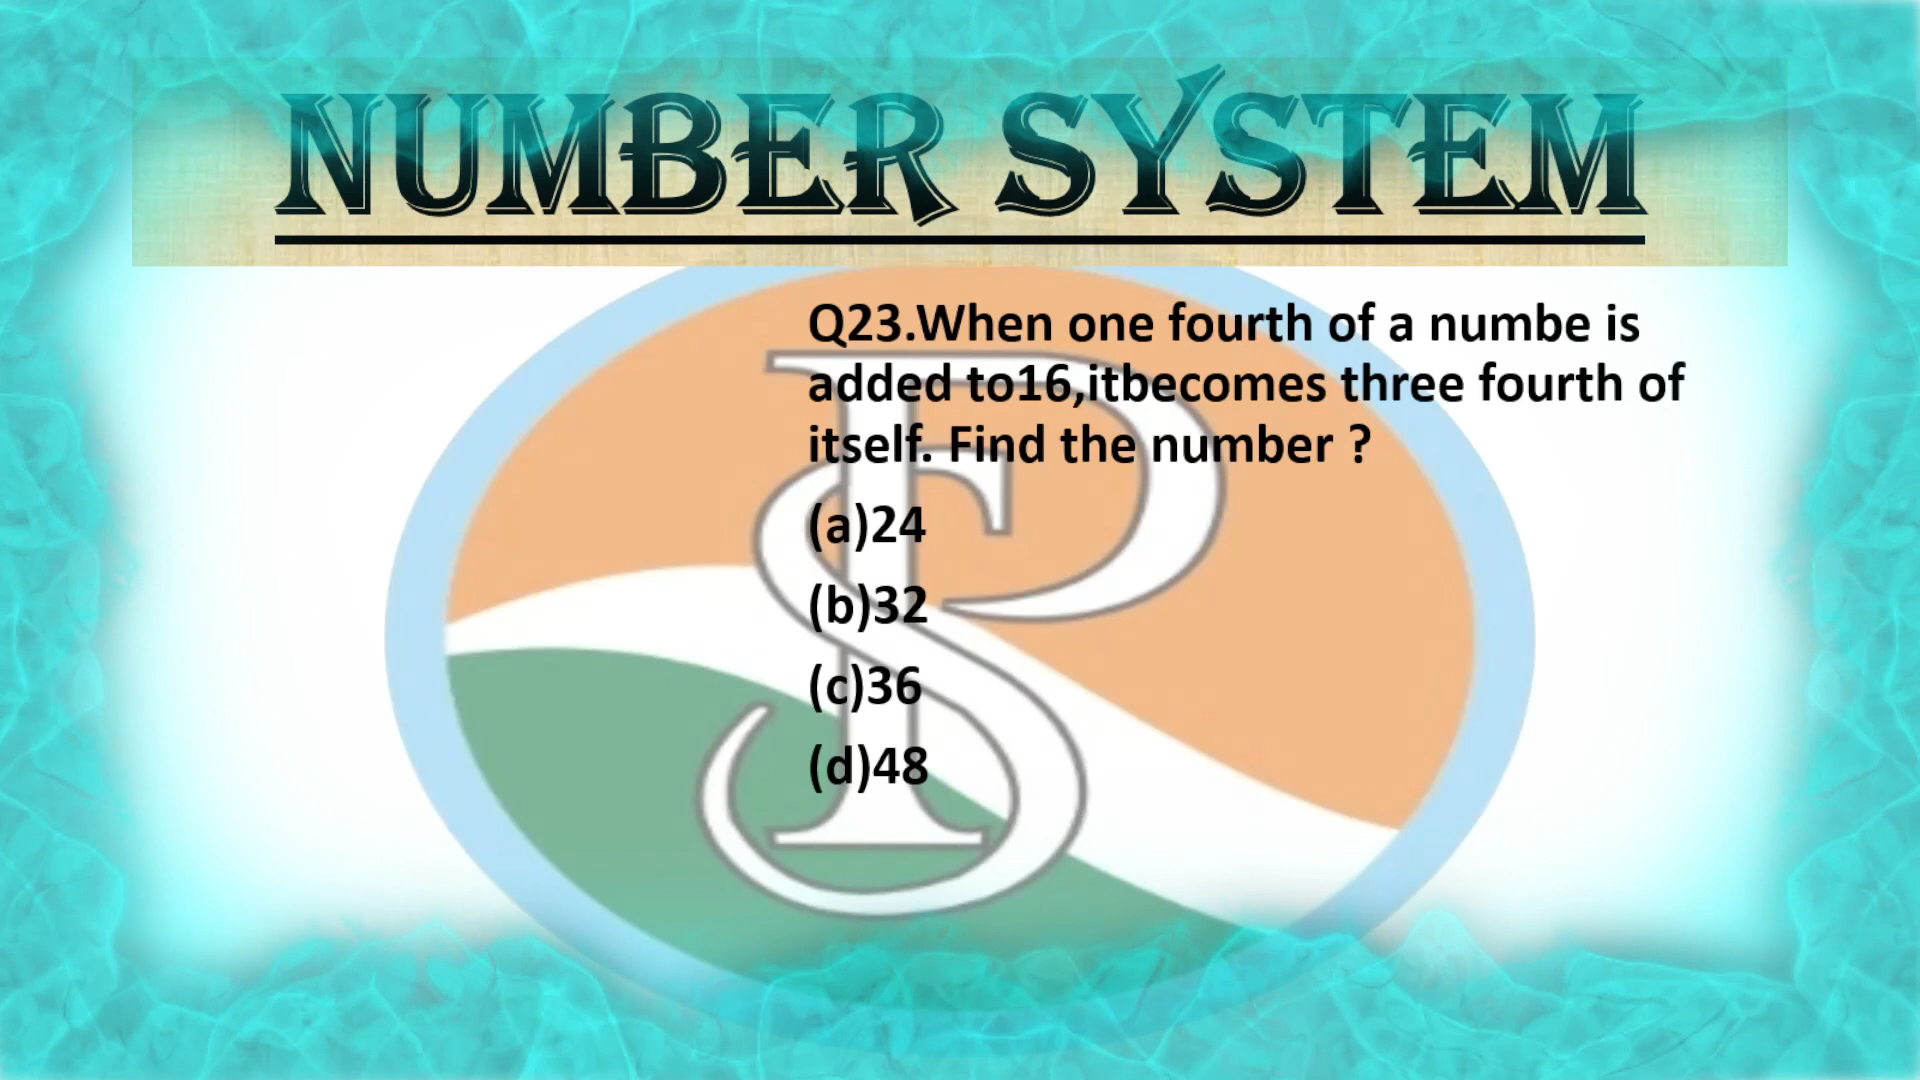 NUMBER SYSTEM
Q23.When one fourth of a numbe is
added to16,itbecomes three fourth of
itself. Find the number ?
(a)24
(b)32
(c)36
(d)48